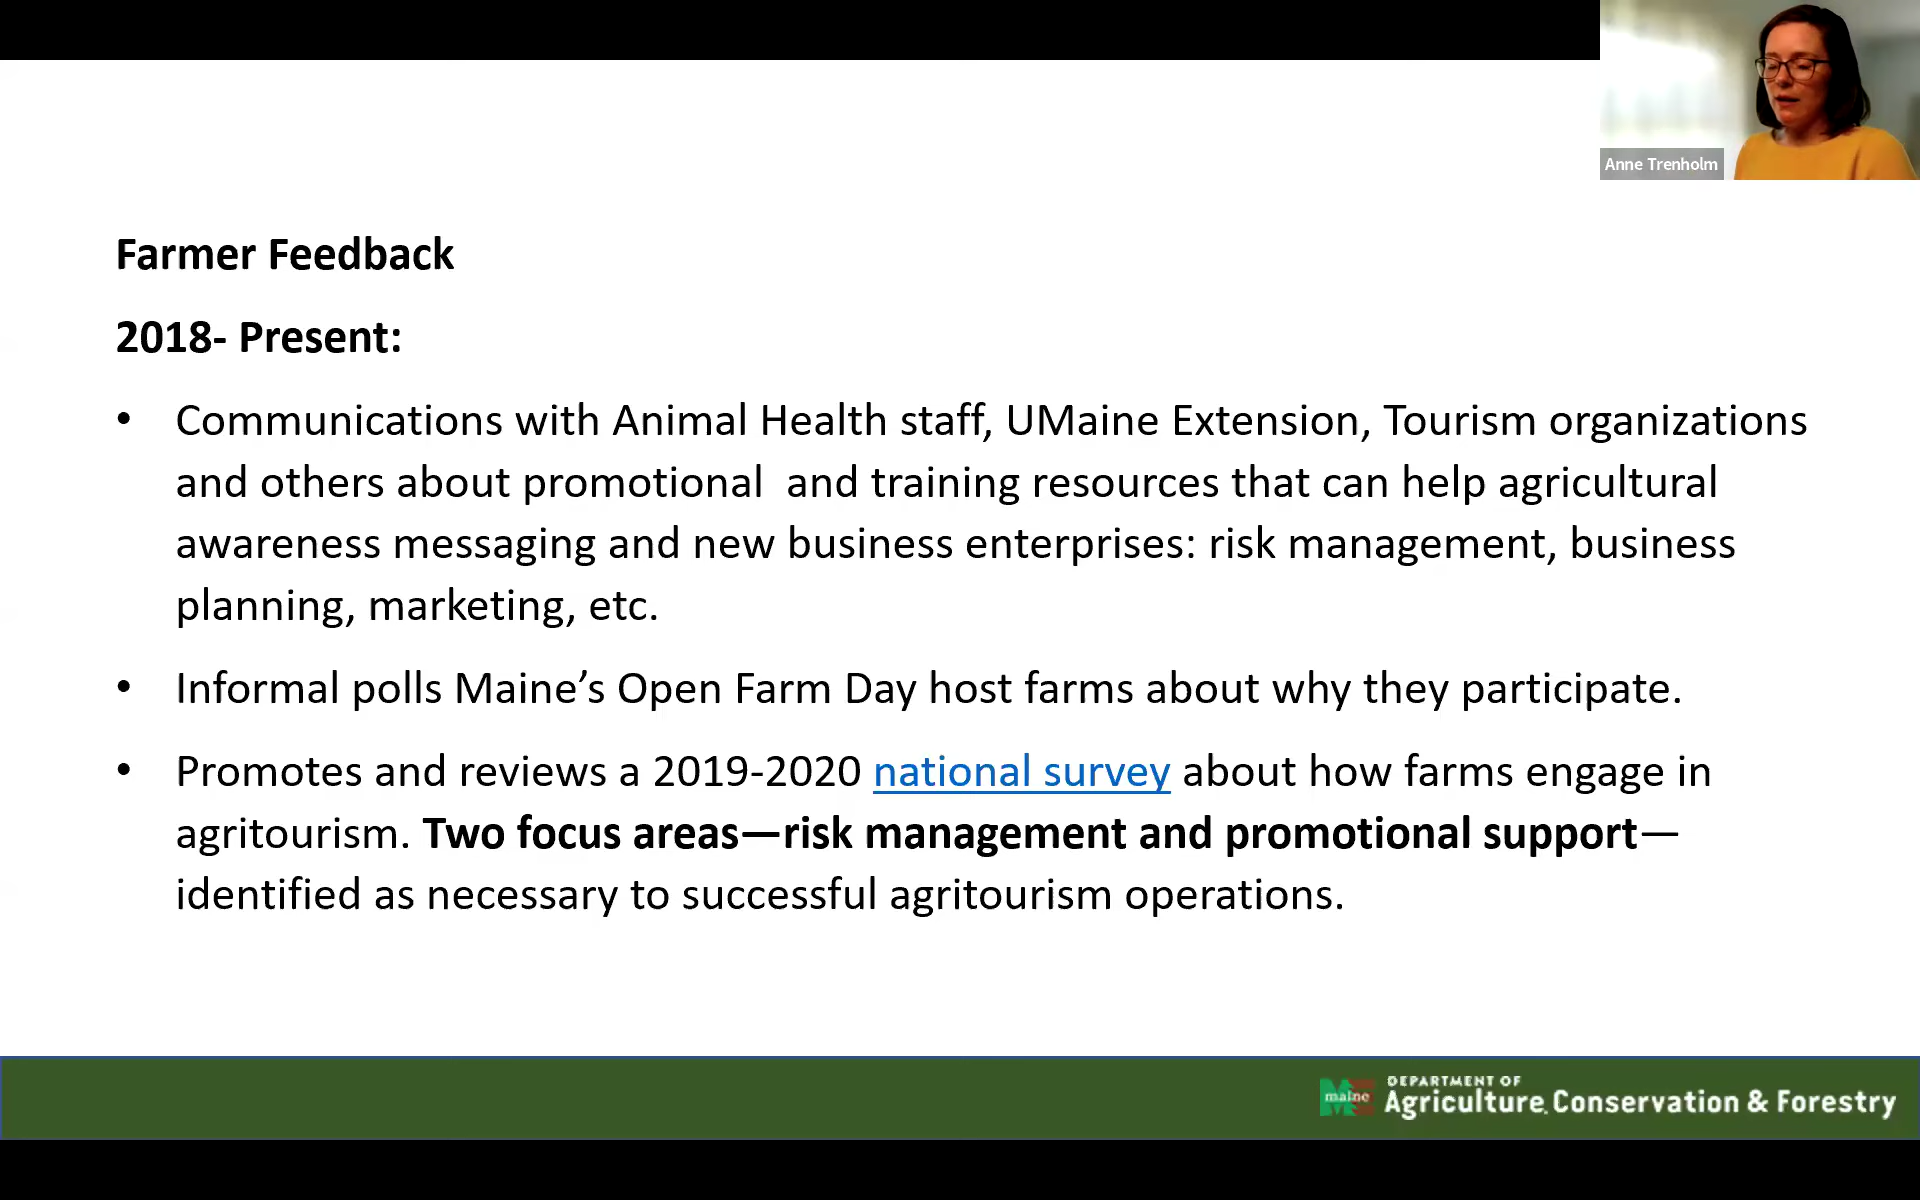 Anne Trenholm
Farmer Feedback
2018- Present:
• Communications with Animal Health staff, UMaine Extension, Tourism organizations
and others about promotional  and training resources that can help agricultural
awareness messaging and new business enterprises: risk management, business
planning, marketing, etc.
• Informal polls Maine’s Open Farm Day host farms about why they participate.
• Promotes and reviews a 2019-2020 national survey about how farms engage in
agritourism. Two focus areas—risk management and promotional support—
identified as necessary to successful agritourism operations.
maine
DEPARTMENT OF
Agriculture, Conservation & Forestry